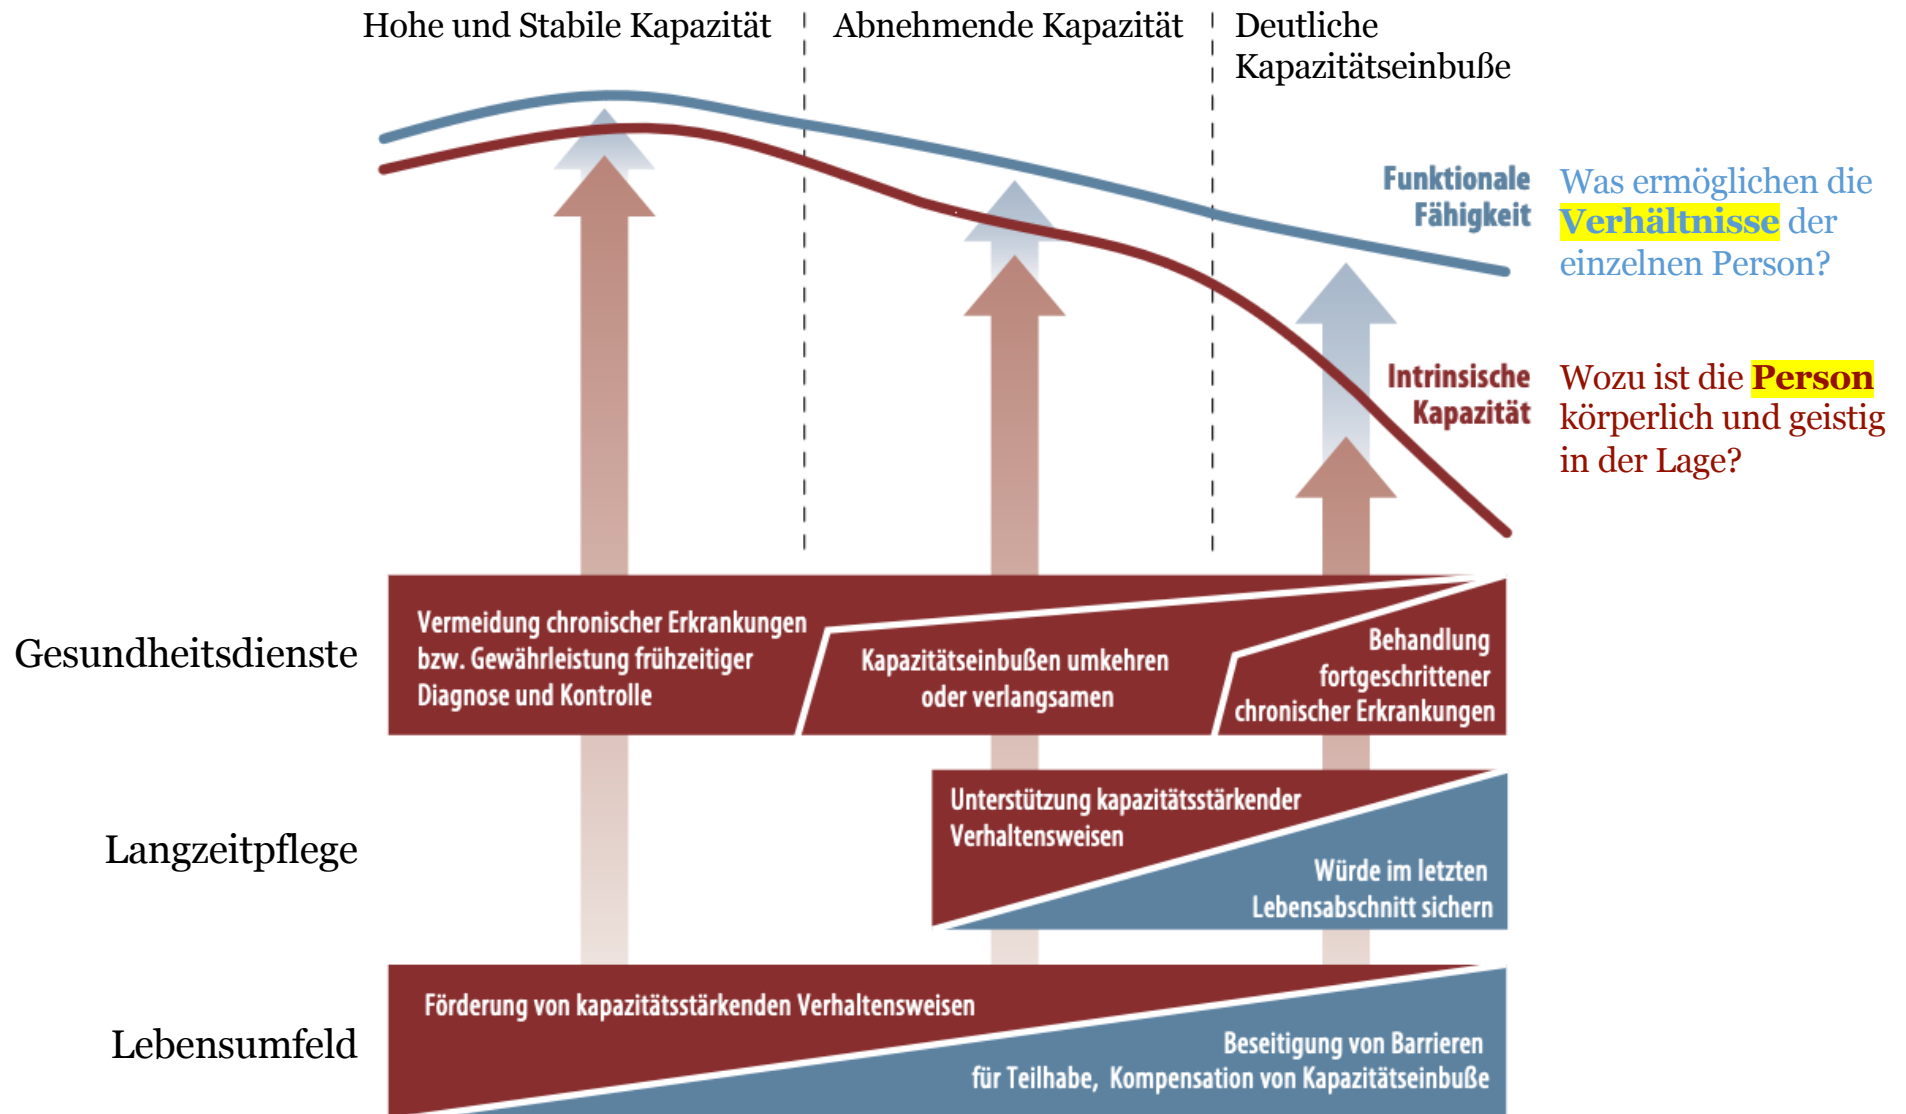 Hohe und Stabile Kapazität
Abnehmende Kapazität
Deutliche
Kapazitätseinbuße
Funktionale
Fähigkeit
Was ermöglichen die
Verhältnisse der
einzelnen Person?
Intrinsische
Kapazität
Wozu ist die Person
körperlich und geistig
in der Lage?
Gesundheitsdienste
Vermeidung chronischer Erkrankungen
bzw. Gewährleistung frühzeitiger
Diagnose und Kontrolle
Kapazitätseinbußen umkehren
oder verlangsamen
Behandlung
fortgeschrittener
chronischer Erkrankungen
Langzeitpflege
Unterstützung kapazitätsstärkender
Verhaltensweisen
Würde im letzten
Lebensabschnitt sichern
Lebensumfeld
Förderung von kapazitätsstärkenden Verhaltensweisen
Beseitigung von Barrieren
für Teilhabe, Kompensation von Kapazitätseinbuße